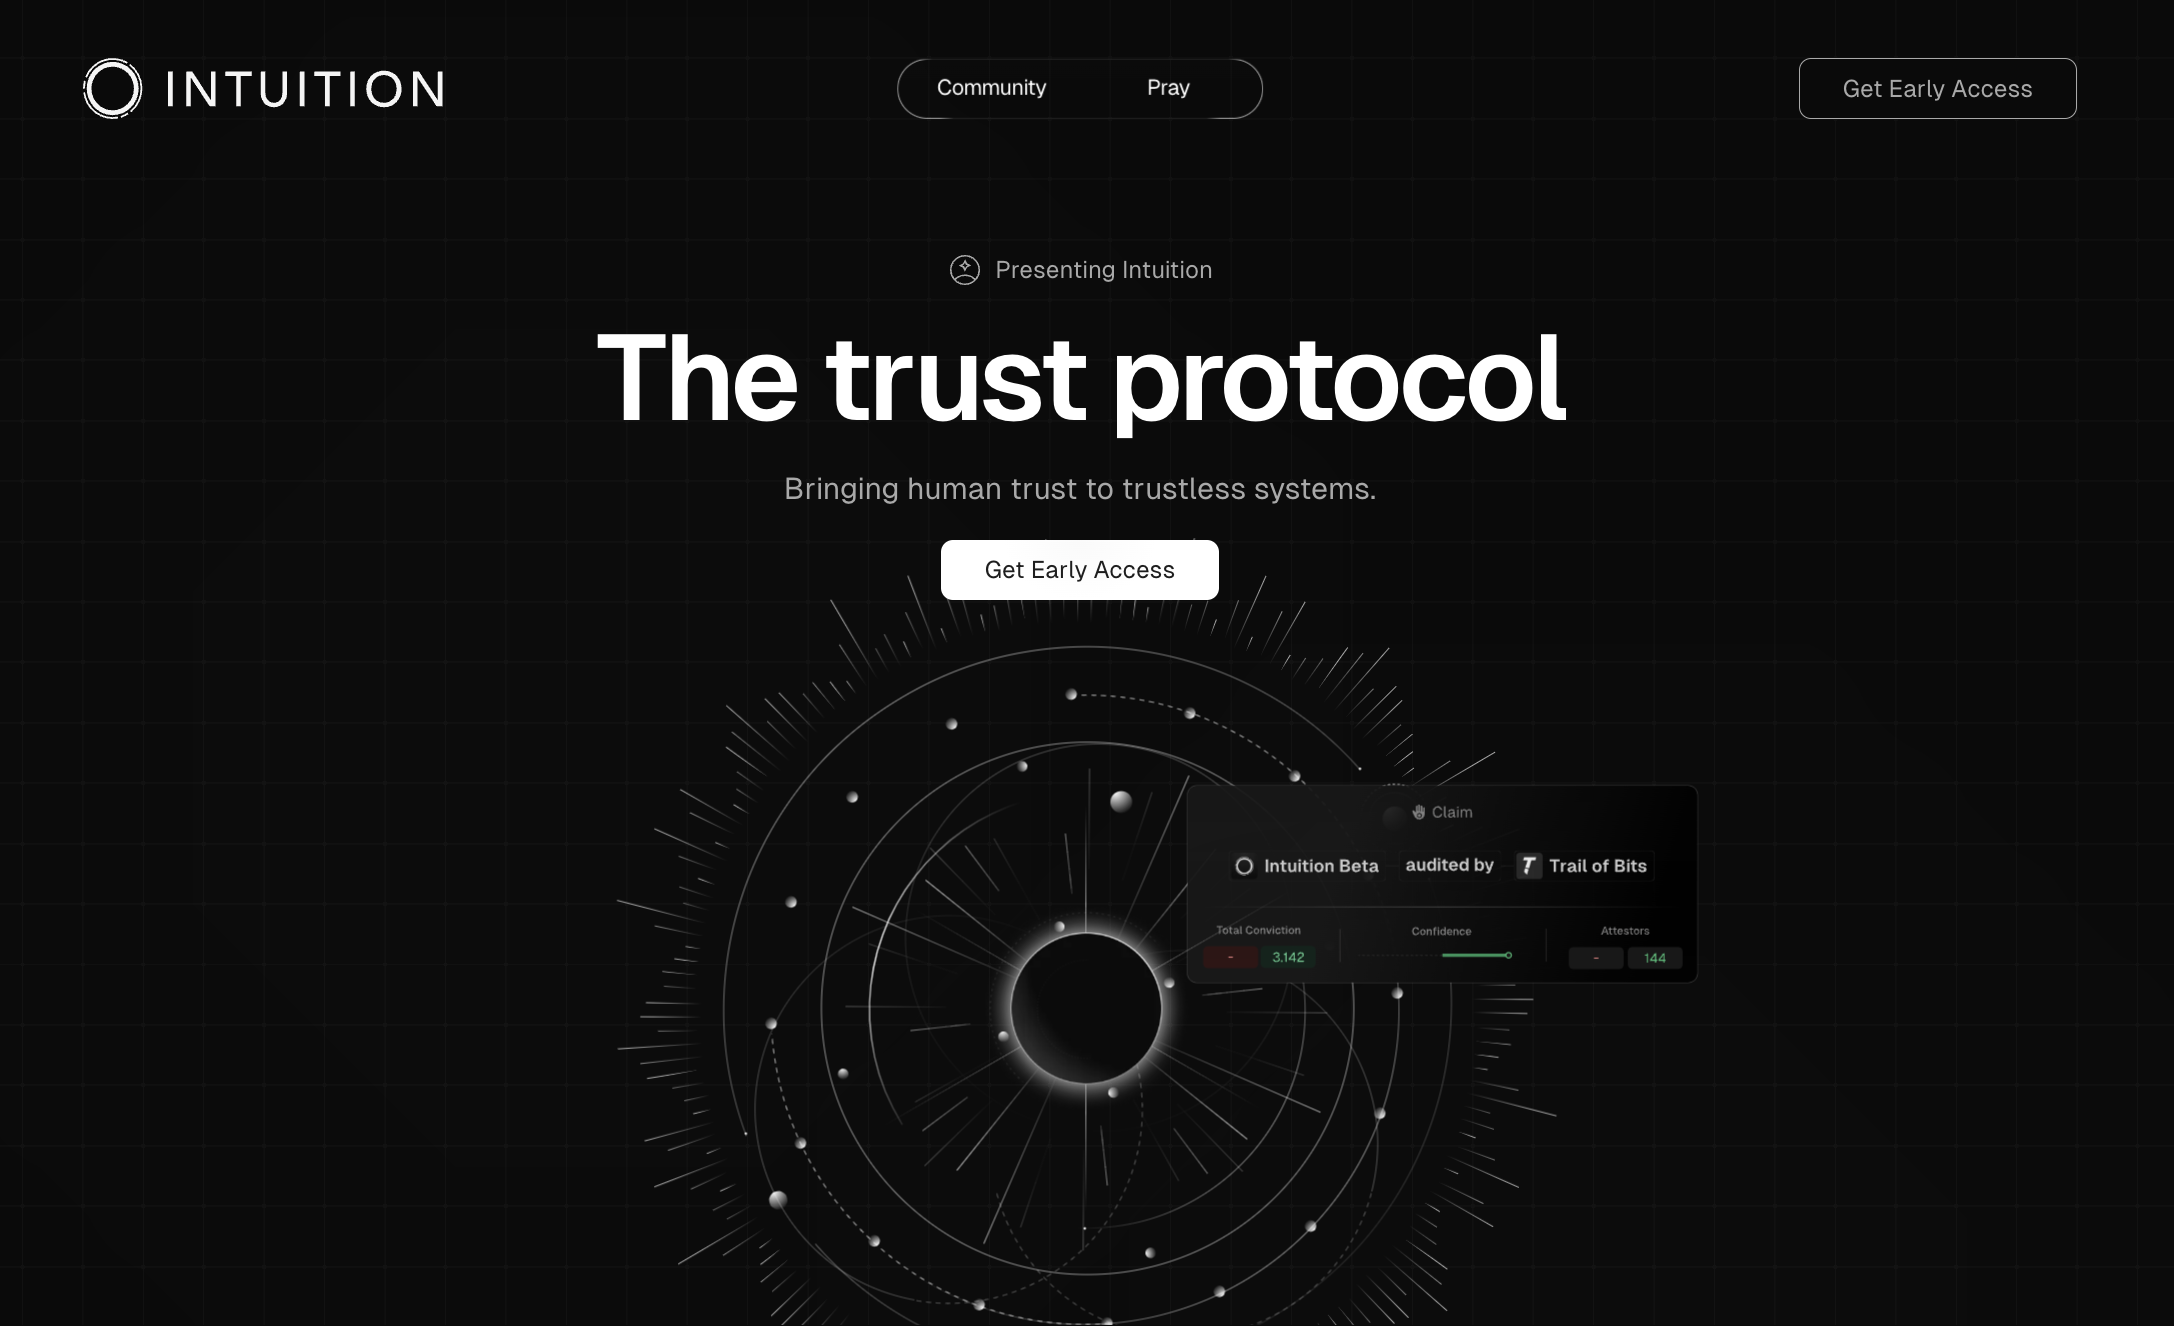 INTUITION
Community
Pray
Get Early Access
Presenting Intuition
The trust protocol
Bringing human trust to trustless systems.
Get Early Access
Claim
Intuition Beta audited by Trail of Bits
Total Conviction
- 3.142
Confidence
Attestors
- 144